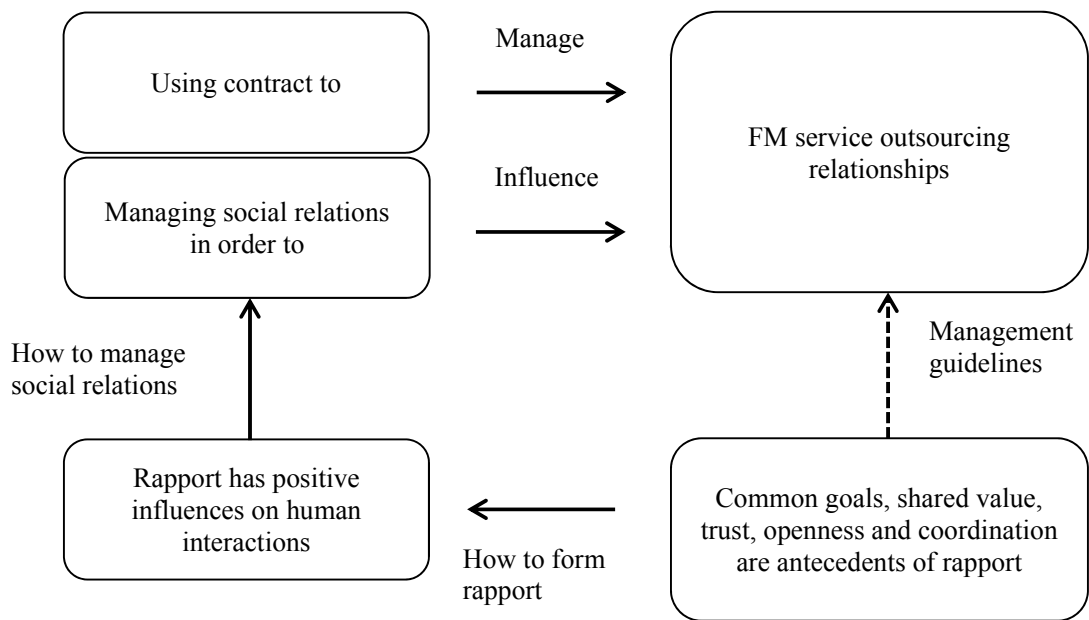 Manage
Using contract to
FM service outsourcing
relationships
Influence
Managing social relations
in order to
How to manage
social relations
Management
guidelines
Rapport has positive
influences on human
interactions
Common goals, shared value,
trust, openness and coordination
are antecedents of rapport
How to form
rapport